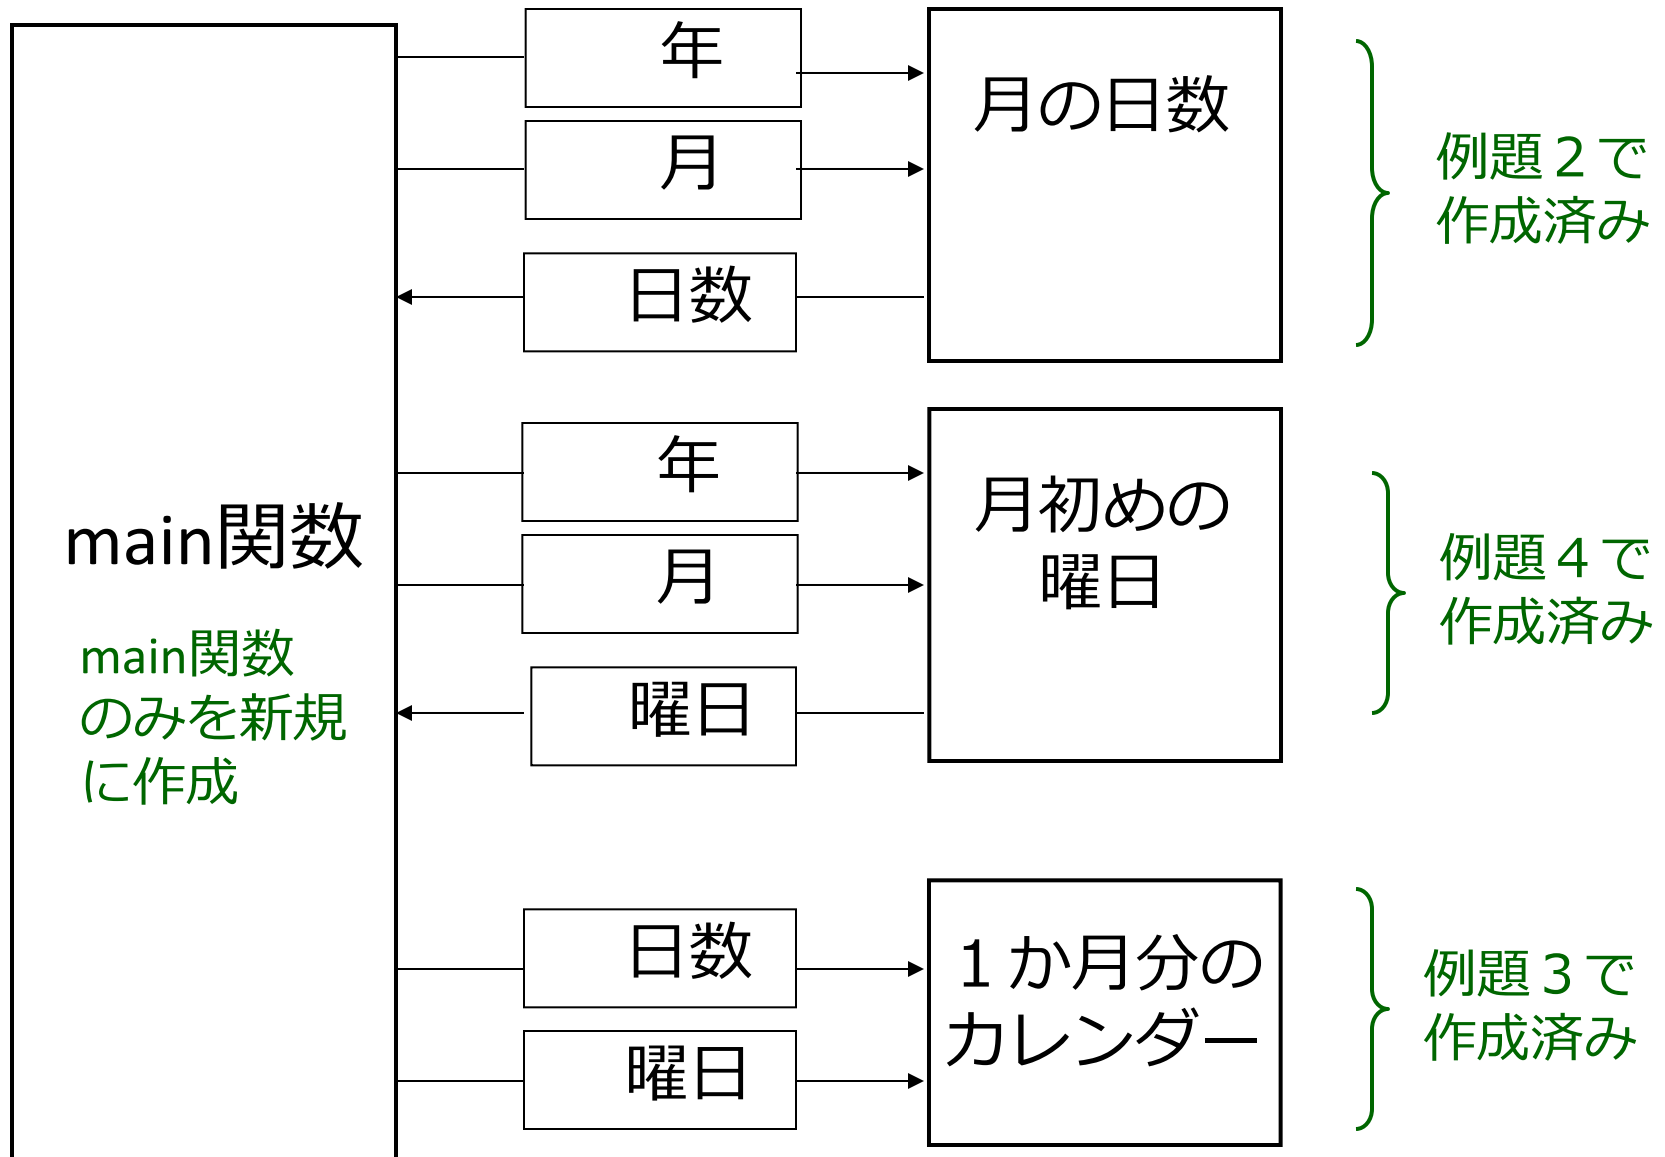 年
月
日数
月の日数
例題２で
作成済み
main関数
main関数
のみを新規
に作成
年
月
曜日
月初めの
曜日
例題４で
作成済み
日数
曜日
１か月分の
カレンダー
例題３で
作成済み